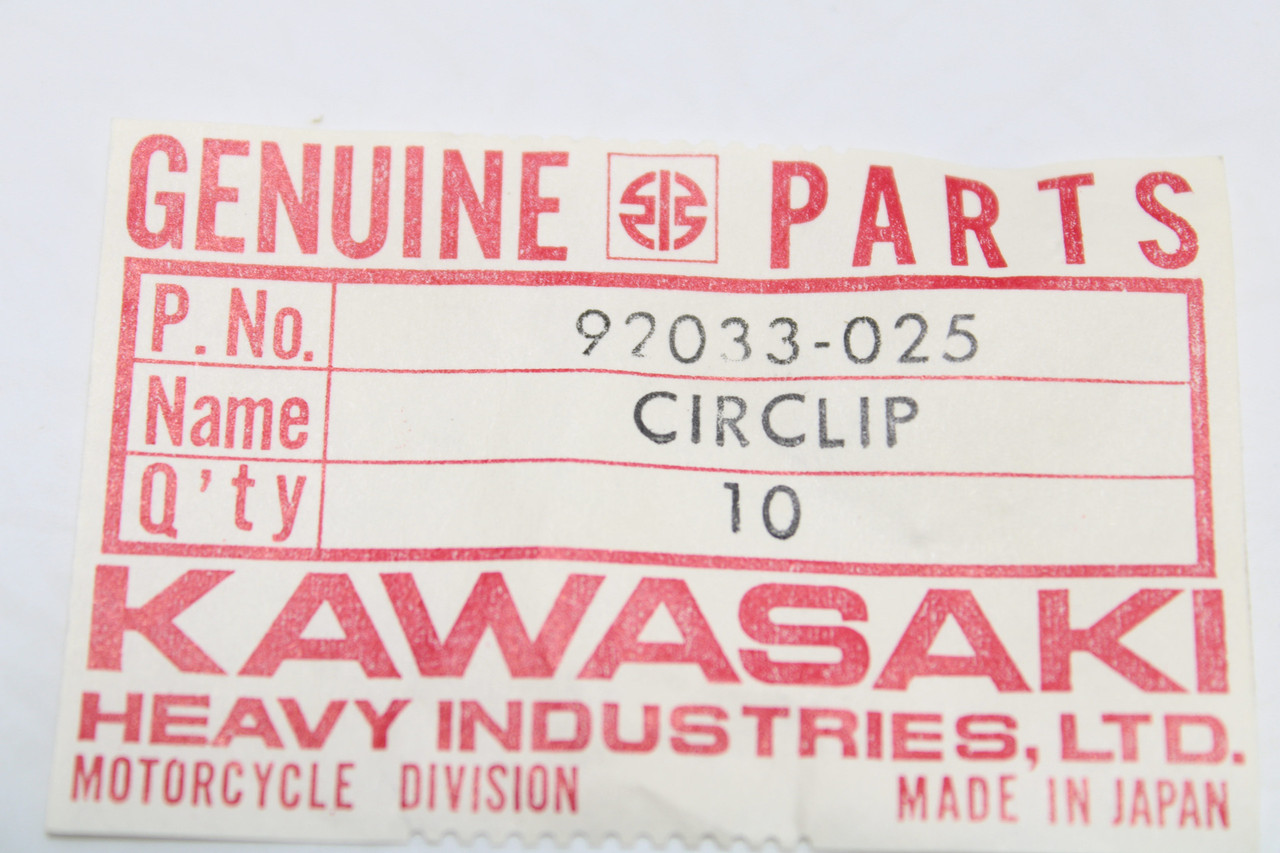 GENUINE PARTS
P. No. 92033-025
Name CIRCLIP
Q'ty 10
KAWASAKI
HEAVY INDUSTRIES, LTD.
MOTORCYCLE DIVISION MADE IN JAPAN